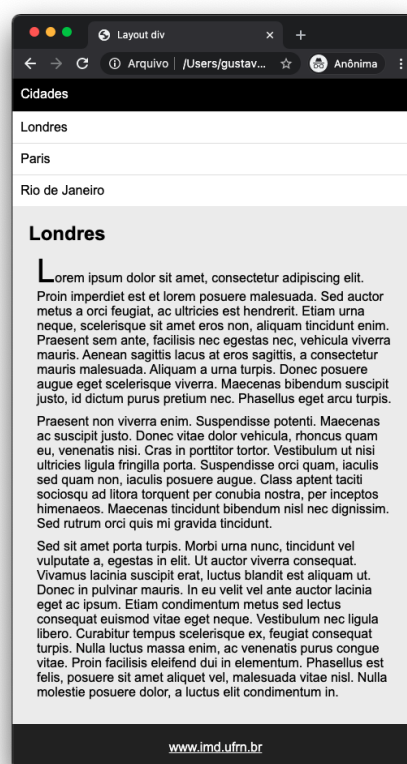 Layout div
Arquivo /Users/gustav... Anônima
Cidades
Londres
Paris
Rio de Janeiro
Londres
Lorem ipsum dolor sit amet, consectetur adipiscing elit.
Proin imperdiet est et lorem posuere malesuada. Sed auctor
metus a orci feugiat, ac ultricies est hendrerit. Etiam urna
neque, scelerisque sit amet eros non, aliquam tincidunt enim.
Praesent sem ante, facilisis nec egestas nec, vehicula viverra
mauris. Aenean sagittis lacus at eros sagittis, a consectetur
mauris malesuada. Aliquam a urna turpis. Donec posuere
augue eget scelerisque viverra. Maecenas bibendum suscipit
justo, id dictum purus pretium nec. Phasellus eget arcu turpis.
Praesent non viverra enim. Suspendisse potenti. Maecenas
ac suscipit justo. Donec vitae dolor vehicula, rhoncus quam
eu, venenatis nisi. Cras in porttitor tortor. Vestibulum ut nisi
ultricies ligula fringilla porta. Suspendisse orci quam, iaculis
sed quam non, iaculis posuere augue. Class aptent taciti
sociosqu ad litora torquent per conubia nostra, per inceptos
himenaeos. Maecenas tincidunt bibendum nisl nec dignissim.
Sed rutrum orci quis mi gravida tincidunt.
Sed sit amet porta turpis. Morbi urna nunc, tincidunt vel
vulputate a, egestas in elit. Ut auctor viverra consequat.
Vivamus lacinia suscipit erat, luctus blandit est aliquam ut.
Donec in pulvinar mauris. In eu velit vel ante auctor lacinia
eget ac ipsum. Etiam condimentum metus sed lectus
consequat euismod vitae eget neque. Vestibulum nec ligula
libero. Curabitur tempus scelerisque ex, feugiat consequat
turpis. Nulla luctus massa enim, ac venenatis purus congue
vitae. Proin facilisis eleifend dui in elementum. Phasellus est
felis, posuere sit amet aliquet vel, malesuada vitae nisl. Nulla
molestie posuere dolor, a luctus elit condimentum in.
www.imd.ufrn.br